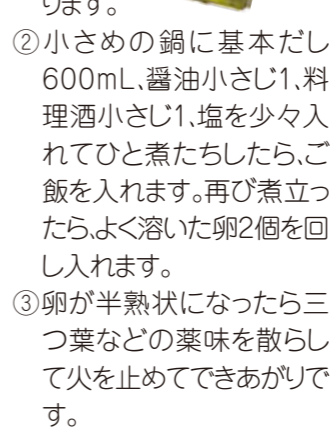 ります。
②小さめの鍋に基本だし
600mL、醤油小さじ1、料
理酒小さじ1、塩を少々入
れてひと煮たちしたら、ご
飯を入れます。再び煮立っ
たら、よく溶いた卵2個を回
し入れます。
③卵が半熟状になったら三
つ葉などの薬味を散らし
て火を止めてできあがりで
す。